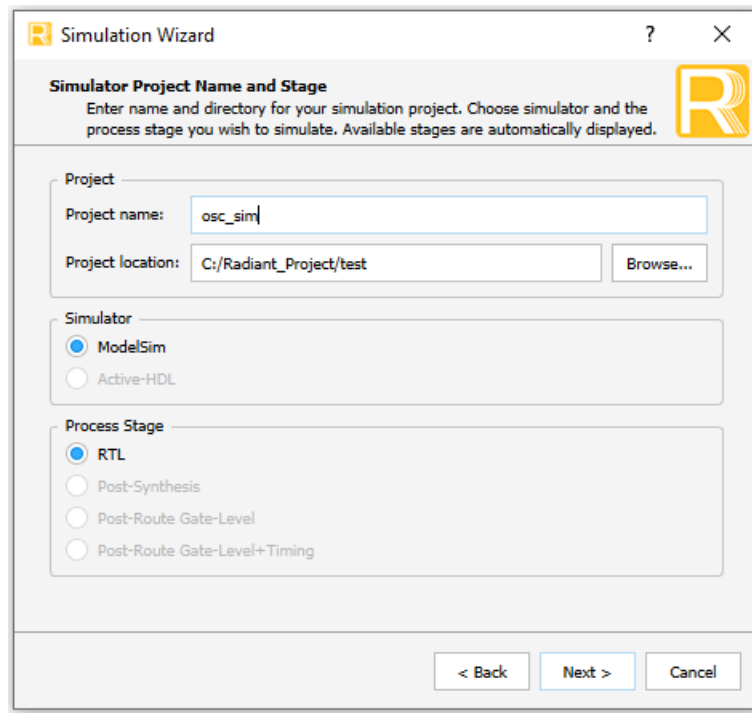 Simulation Wizard
?
Simulator Project Name and Stage
Enter name and directory for your simulation project. Choose simulator and the
process stage you wish to simulate. Available stages are automatically displayed.
Project
Project name: osc_sim
Project location: C:/Radiant_Project/test Browse...
Simulator
ModelSim
Active-HDL
Process Stage
RTL
Post-Synthesis
Post-Route Gate-Level
Post-Route Gate-Level+Timing
< Back Next > Cancel